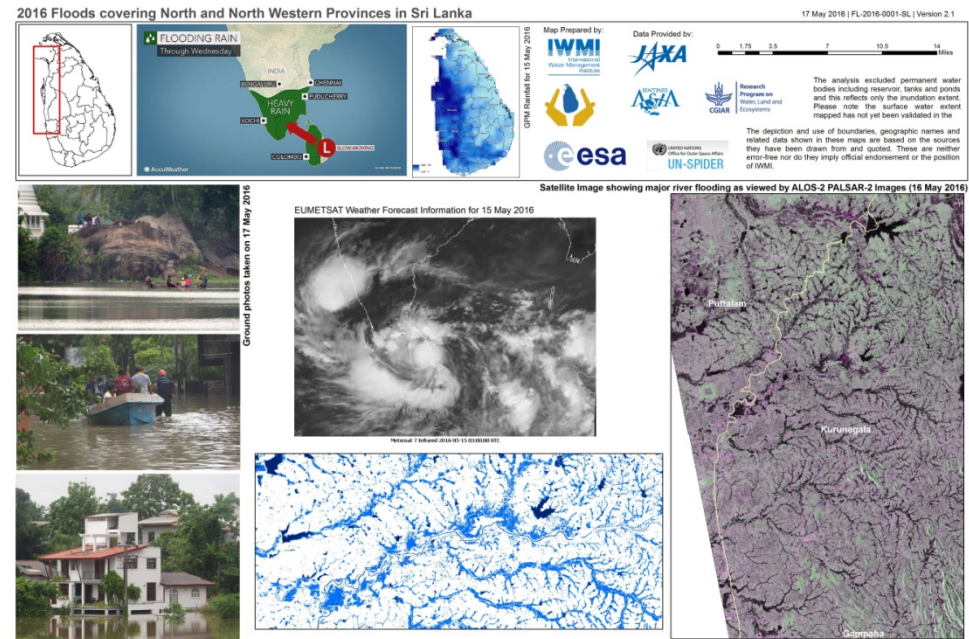 2016 Floods covering North and North Western Provinces in Sri Lanka
17 May 2016 | FL-2016-0001-SL | Version 2.1
FLOODING RAIN
Through Wednesday
INDIA
BENGALURU
CHENNAI
PUDUCHERRY
HEAVY
RAIN
KOCHI
COLOMBO
L
SLOW-MOVING
AccuWeather
GPM Rainfall for 15 May 2016
Map Prepared by:
IWMI
International
Water Management
Institute
esa
Data Provided by:
JAXA
SENTINEL
ASIA
CGIAR
RESEARCH
Program on
Water, Land and
Ecosystems
UNITED NATIONS
Office for Outer Space Affairs
UN-SPIDER
0 1.75 3.5 7 10.5 14
Miles
The analysis excluded permanent water
bodies including reservoir, tanks and ponds
and this reflects only the inundation extent.
Please note the surface water extent
mapped has not yet been validated in the
The depiction and use of boundaries, geographic names and
related data shown in these maps are based on the sources
they have been drawn from and quoted. These are neither
error-free nor do they imply official endorsement or the position
of IWMI.
Satellite Image showing major river flooding as viewed by ALOS-2 PALSAR-2 Images (16 May 2016)
Ground photos taken on 17 May 2016
EUMETSAT Weather Forecast Information for 15 May 2016
Meteosat 7 Infrared 2016-05-15 03:00:00 UTC
Puttalam
Kurunegala
Gampaha